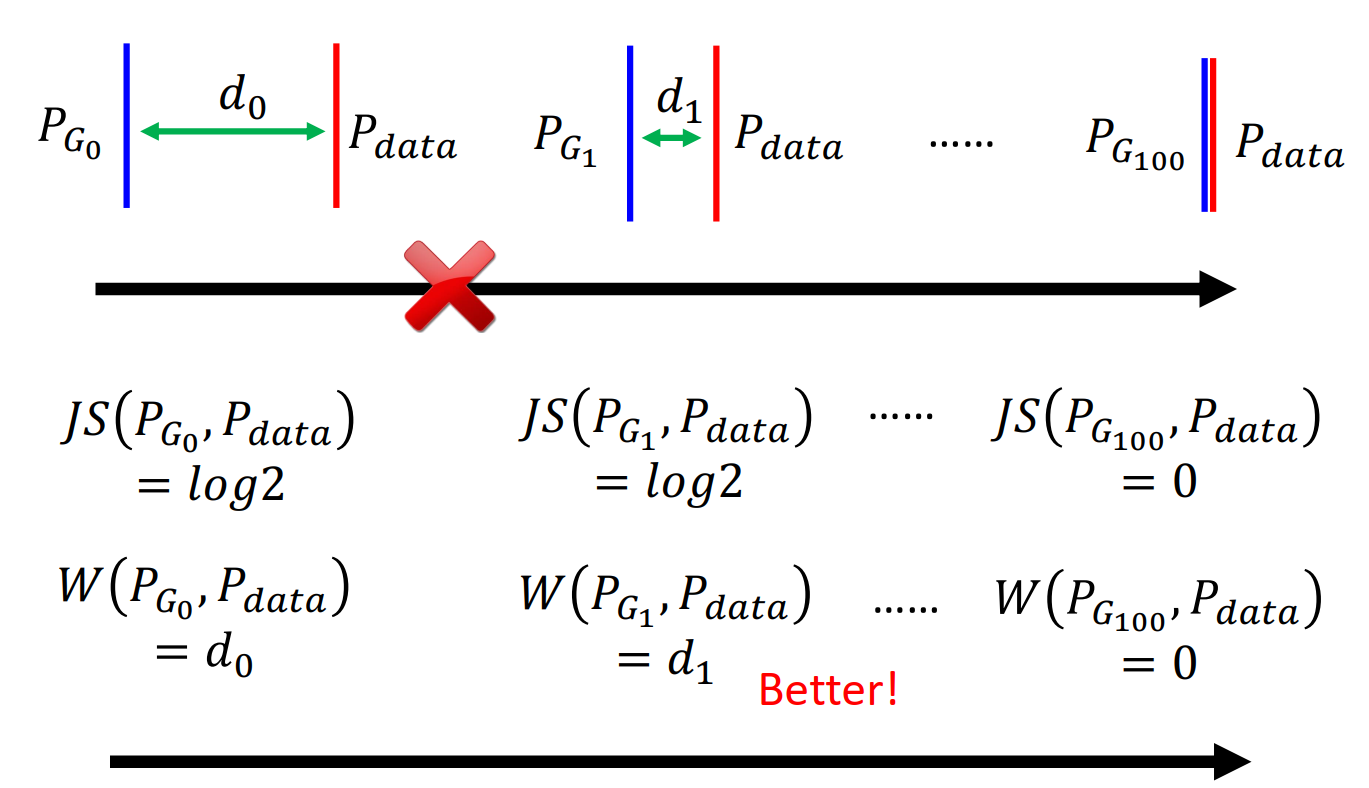 P_{G_0} d_0 P_{data} P_{G_1} d_1 P_{data} …… P_{G_{100}} P_{data}
JS(P_{G_0}, P_{data}) JS(P_{G_1}, P_{data}) …… JS(P_{G_{100}}, P_{data})
= log2 = log2 = 0
W(P_{G_0}, P_{data}) W(P_{G_1}, P_{data}) …… W(P_{G_{100}}, P_{data})
= d_0 = d_1 = 0
Better!